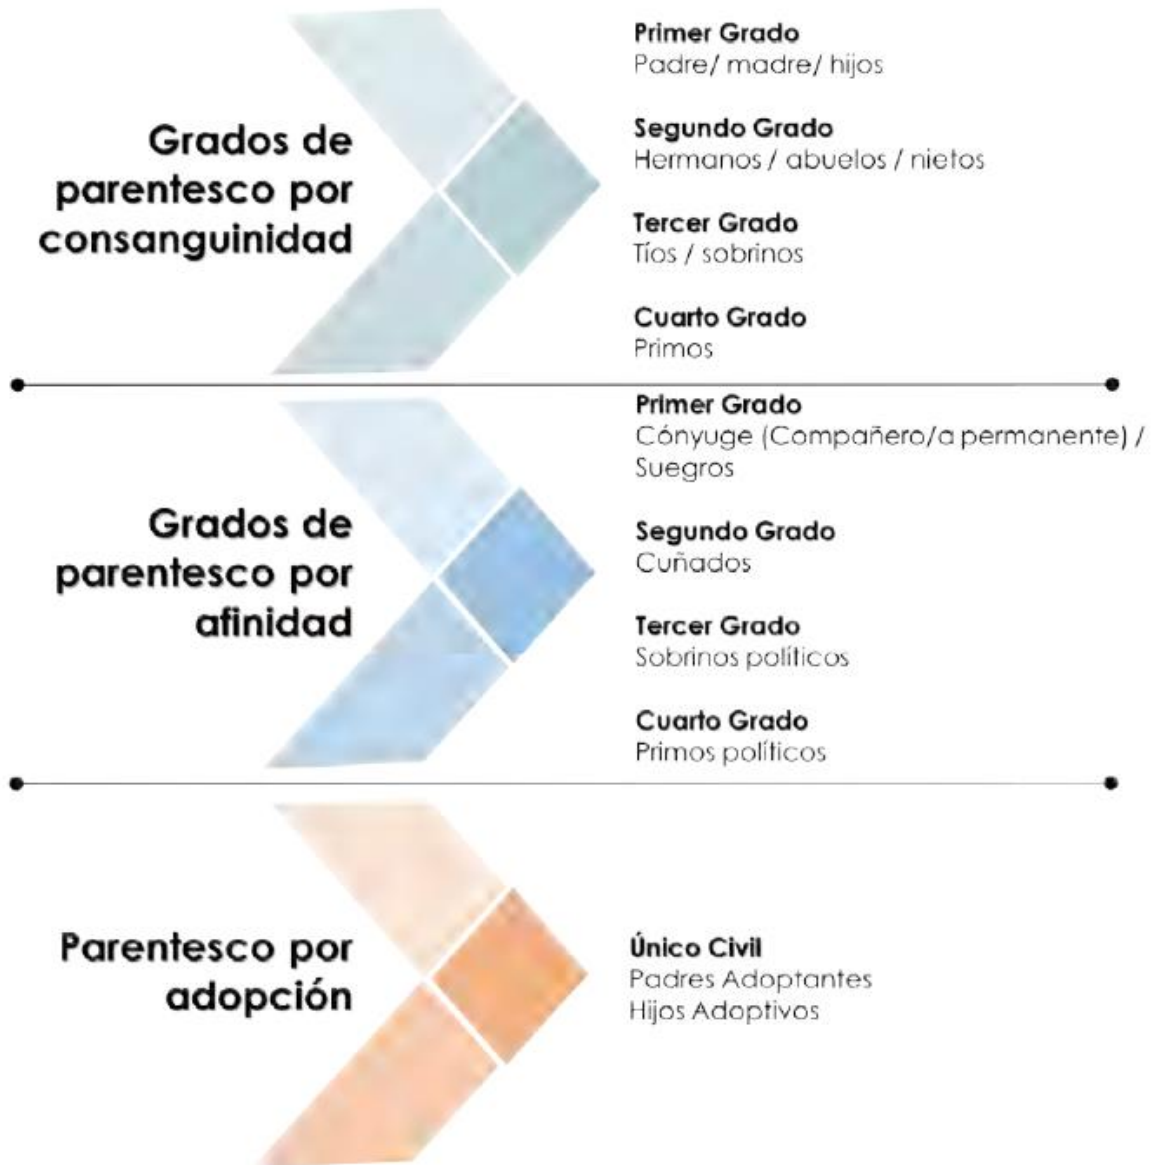 Grados de
parentesco por
consanguinidad
Primer Grado
Padre/ madre/ hijos
Segundo Grado
Hermanos / abuelos / nietos
Tercer Grado
Tíos / sobrinos
Cuarto Grado
Primos
Grados de
parentesco por
afinidad
Primer Grado
Cónyuge (Compañero/a permanente) /
Suegros
Segundo Grado
Cuñados
Tercer Grado
Sobrinos políticos
Cuarto Grado
Primos políticos
Parentesco por
adopción
Único Civil
Padres Adoptantes
Hijos Adoptivos